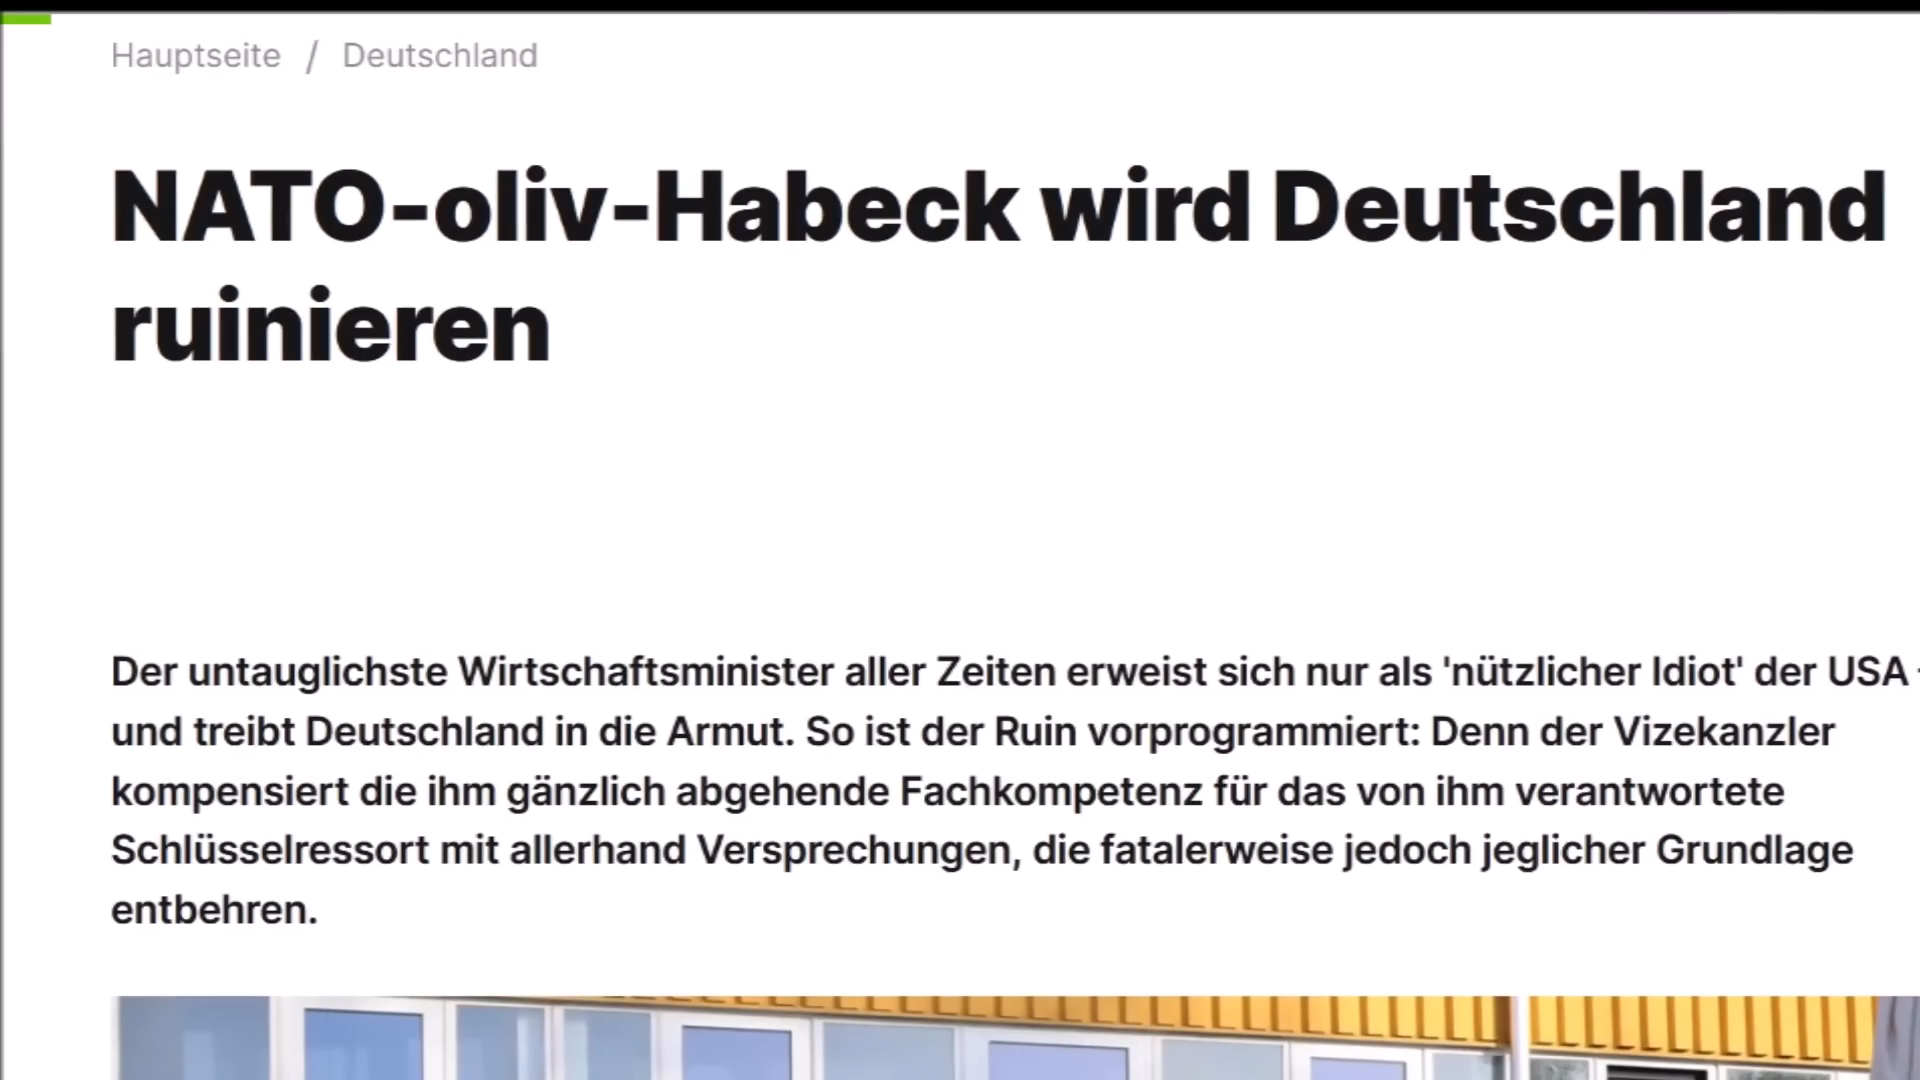 Hauptseite / Deutschland
NATO-oliv-Habeck wird Deutschland
ruinieren
Der untauglichste Wirtschaftsminister aller Zeiten erweist sich nur als 'nützlicher Idiot' der USA -
und treibt Deutschland in die Armut. So ist der Ruin vorprogrammiert: Denn der Vizekanzler
kompensiert die ihm gänzlich abgehende Fachkompetenz für das von ihm verantwortete
Schlüsselressort mit allerhand Versprechungen, die fatalerweise jedoch jeglicher Grundlage
entbehren.